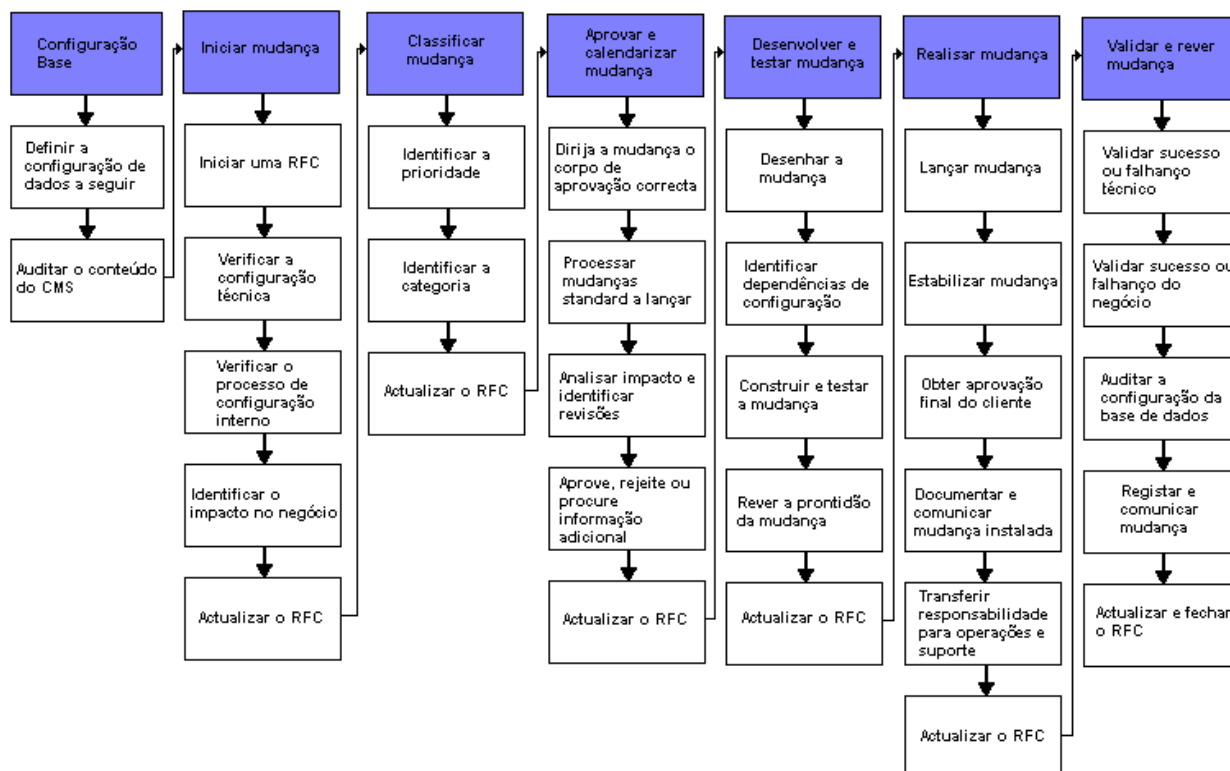 Configuração
Base
Definir a
configuração de
dados a seguir
Auditar o conteúdo
do CMS
Iniciar mudança
Iniciar uma RFC
Verificar a
configuração
técnica
Verificar o
processo de
configuração
interno
Identificar o
impacto no negócio
Actualizar o RFC
Classificar
mudança
Identificar a
prioridade
Identificar a
categoria
Actualizar o RFC
Aprovar e
calendarizar
mudança
Dirija a mudança o
corpo de
aprovação correcta
Processar
mudanças
standard a lançar
Analisar impacto e
identificar
revisões
Aprove, rejeite ou
procure
informação
adicional
Actualizar o RFC
Desenvolver e
testar mudança
Desenhar a
mudança
Identificar
dependências de
configuração
Construir e testar
a mudança
Rever a prontidão
da mudança
Actualizar o RFC
Realisar mudança
Lançar mudança
Estabilizar mudança
Obter aprovação
final do cliente
Documentar e
comunicar
mudança instalada
Transferir
responsabilidade
para operações e
suporte
Actualizar o RFC
Validar e rever
mudança
Validar sucesso
ou falhanço
técnico
Validar sucesso ou
falhanço do
negócio
Auditar a
configuração da
base de dados
Registar e
comunicar
mudança
Actualizar e fechar
o RFC